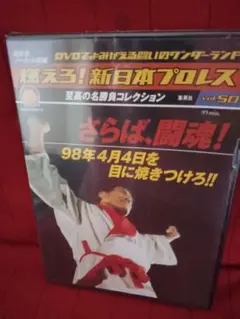 DVDでよみがえる闘いのワンダーランド
燃えろ!新日本プロレス
至高の名勝負コレクション
集英社
vol.50
さらば、闘魂!
98年4月4日を
目に焼きつけろ!!